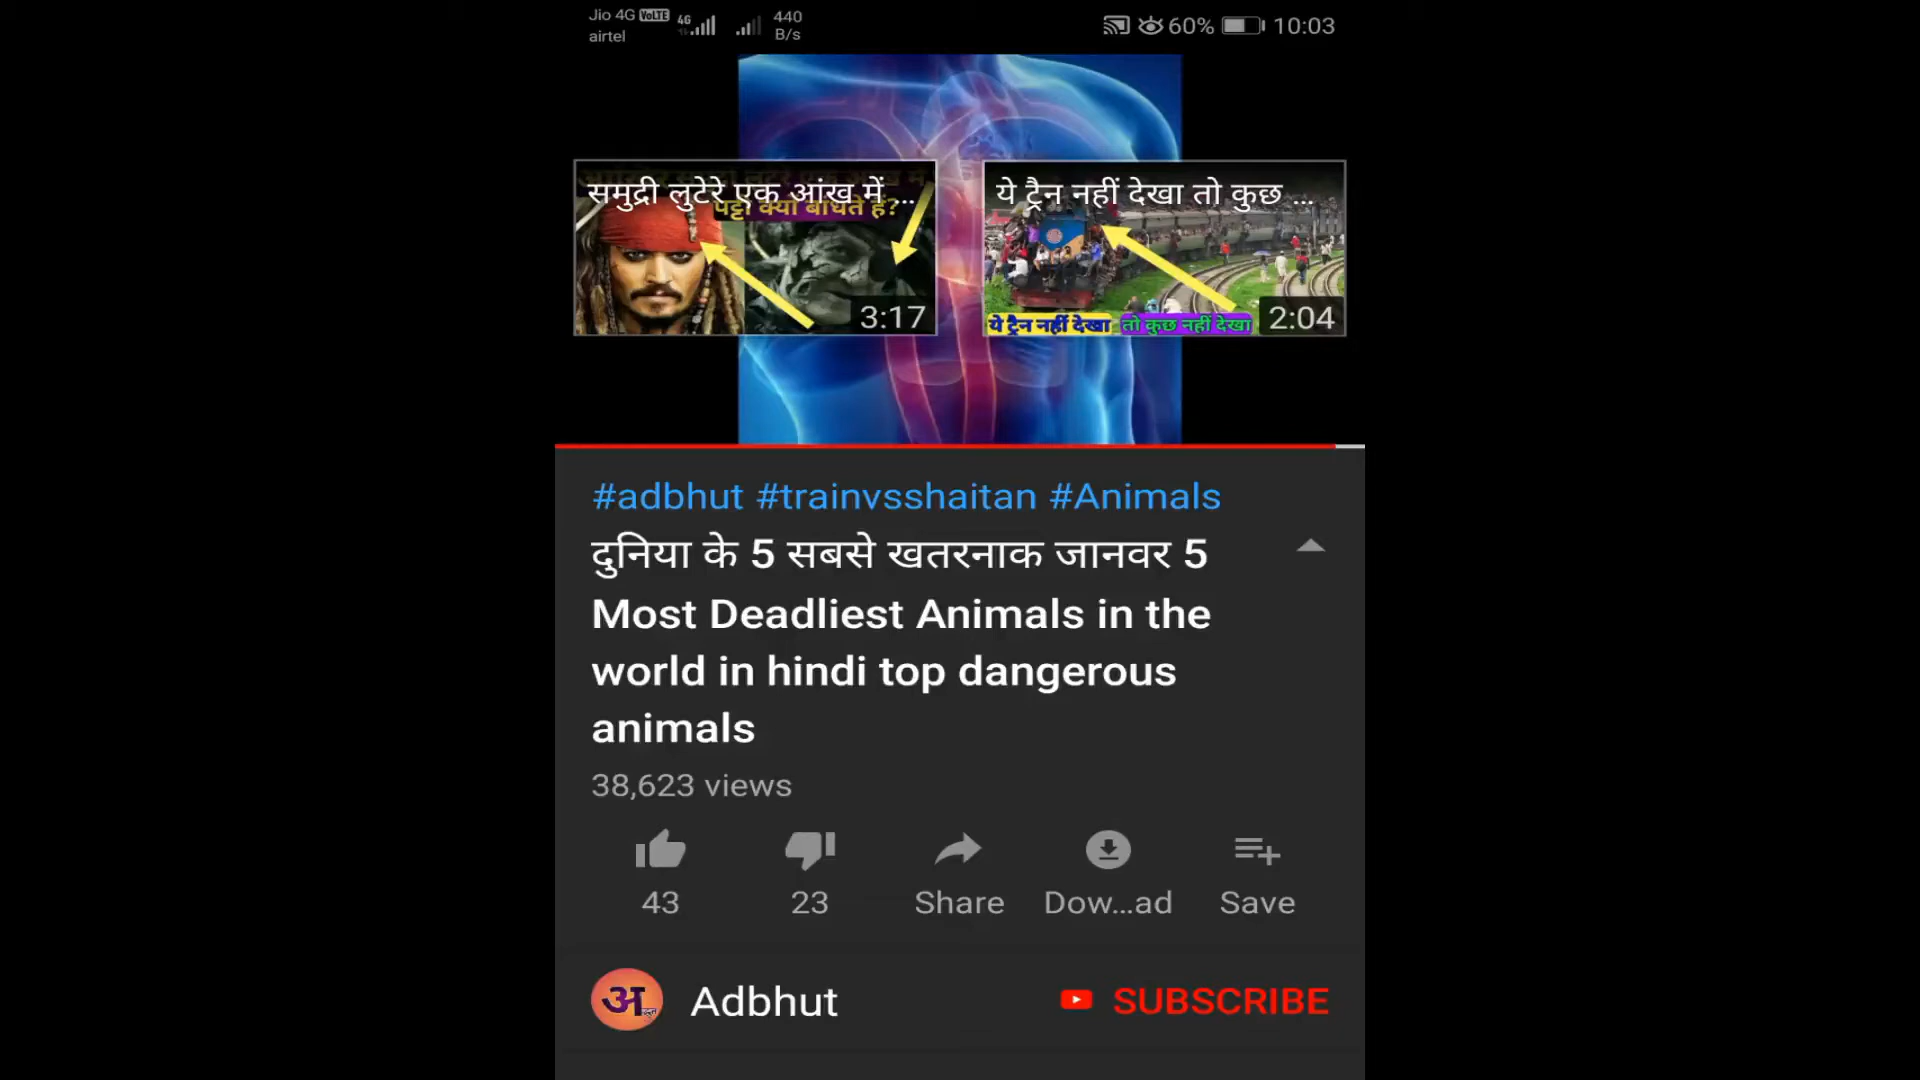 Jio 4G VoLTE 4G 440
airtel B/s
60% 10:03
समुद्री लुटेरे एक आंख में ...
पट्टी क्यों बांधते हैं?
3:17
ये ट्रैन नहीं देखा तो कुछ ...
ये ट्रैन नहीं देखा तो कुछ नहीं देखा
2:04
#adbhut #trainvsshaitan #Animals
दुनिया के 5 सबसे खतरनाक जानवर 5
Most Deadliest Animals in the
world in hindi top dangerous
animals
38,623 views
43 23 Share Dow...ad Save
अ Adbhut SUBSCRIBE